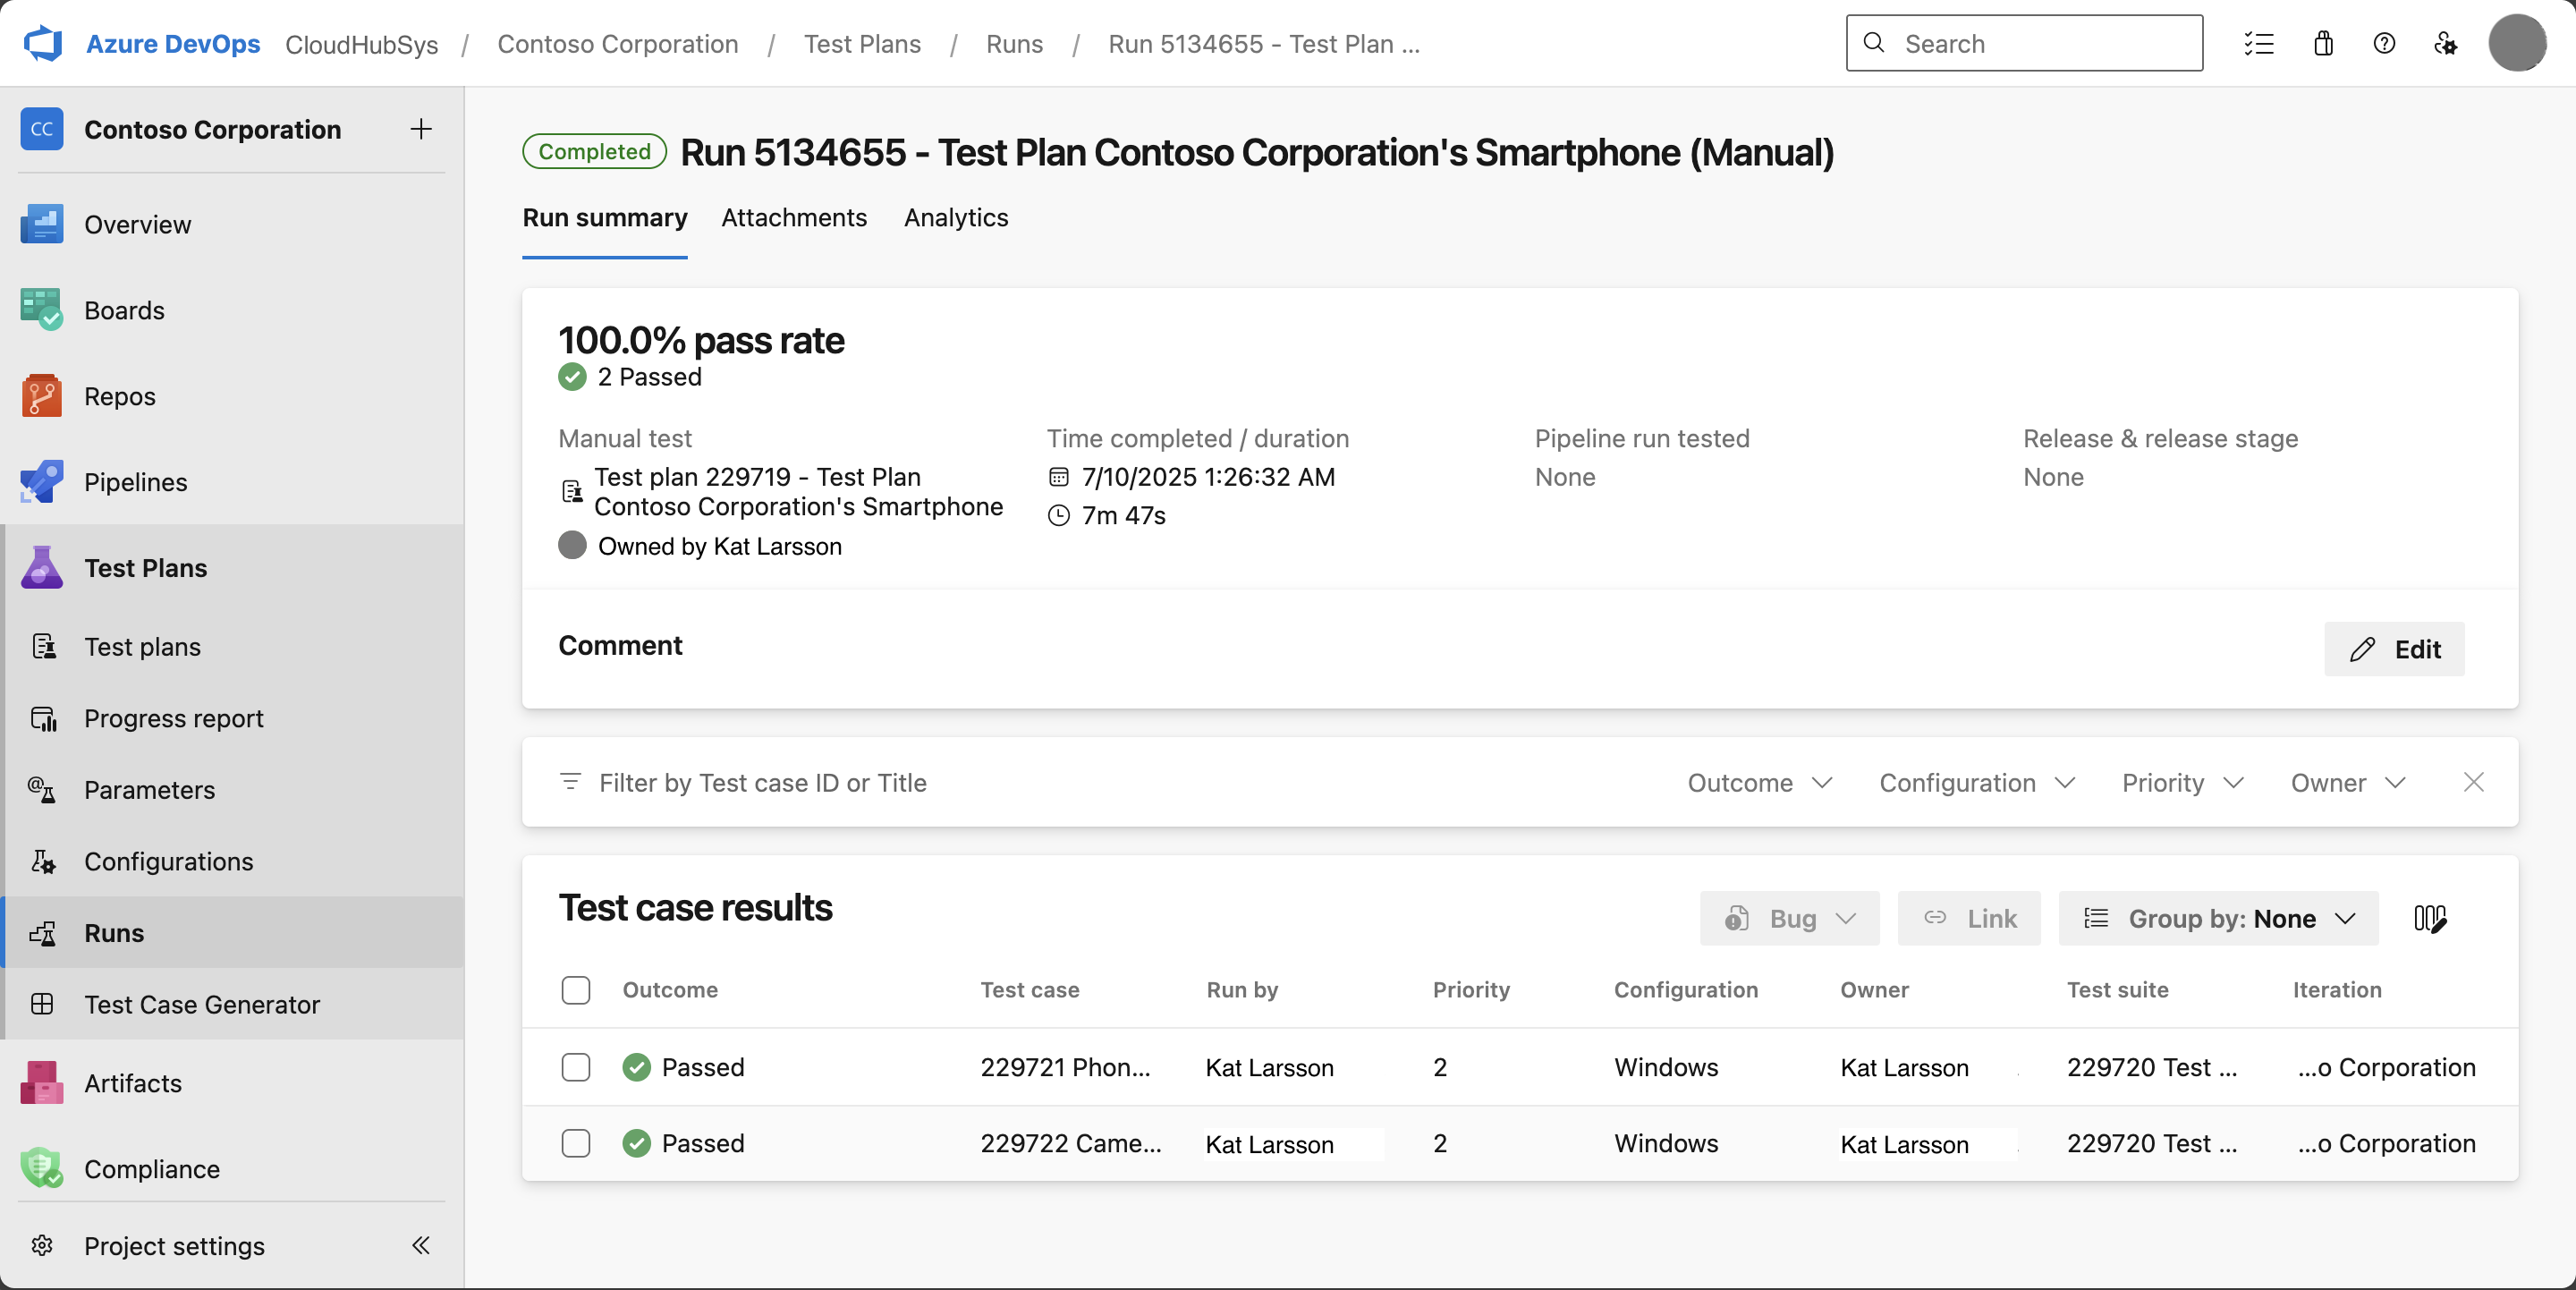 Azure DevOps CloudHubSys / Contoso Corporation / Test Plans / Runs / Run 5134655 - Test Plan ...
Search
CC Contoso Corporation
Overview
Boards
Repos
Pipelines
Test Plans
Test plans
Progress report
Parameters
Configurations
Runs
Test Case Generator
Artifacts
Compliance
Project settings
Completed Run 5134655 - Test Plan Contoso Corporation's Smartphone (Manual)
Run summary Attachments Analytics
100.0% pass rate
2 Passed
Manual test
Test plan 229719 - Test Plan
Contoso Corporation's Smartphone
Owned by Kat Larsson
Time completed / duration
7/10/2025 1:26:32 AM
7m 47s
Pipeline run tested
None
Release & release stage
None
Comment
Edit
Filter by Test case ID or Title Outcome Configuration Priority Owner
Test case results
Bug Link Group by: None
Outcome Test case Run by Priority Configuration Owner Test suite Iteration
Passed 229721 Phon... Kat Larsson 2 Windows Kat Larsson 229720 Test ... ...o Corporation
Passed 229722 Came... Kat Larsson 2 Windows Kat Larsson 229720 Test ... ...o Corporation